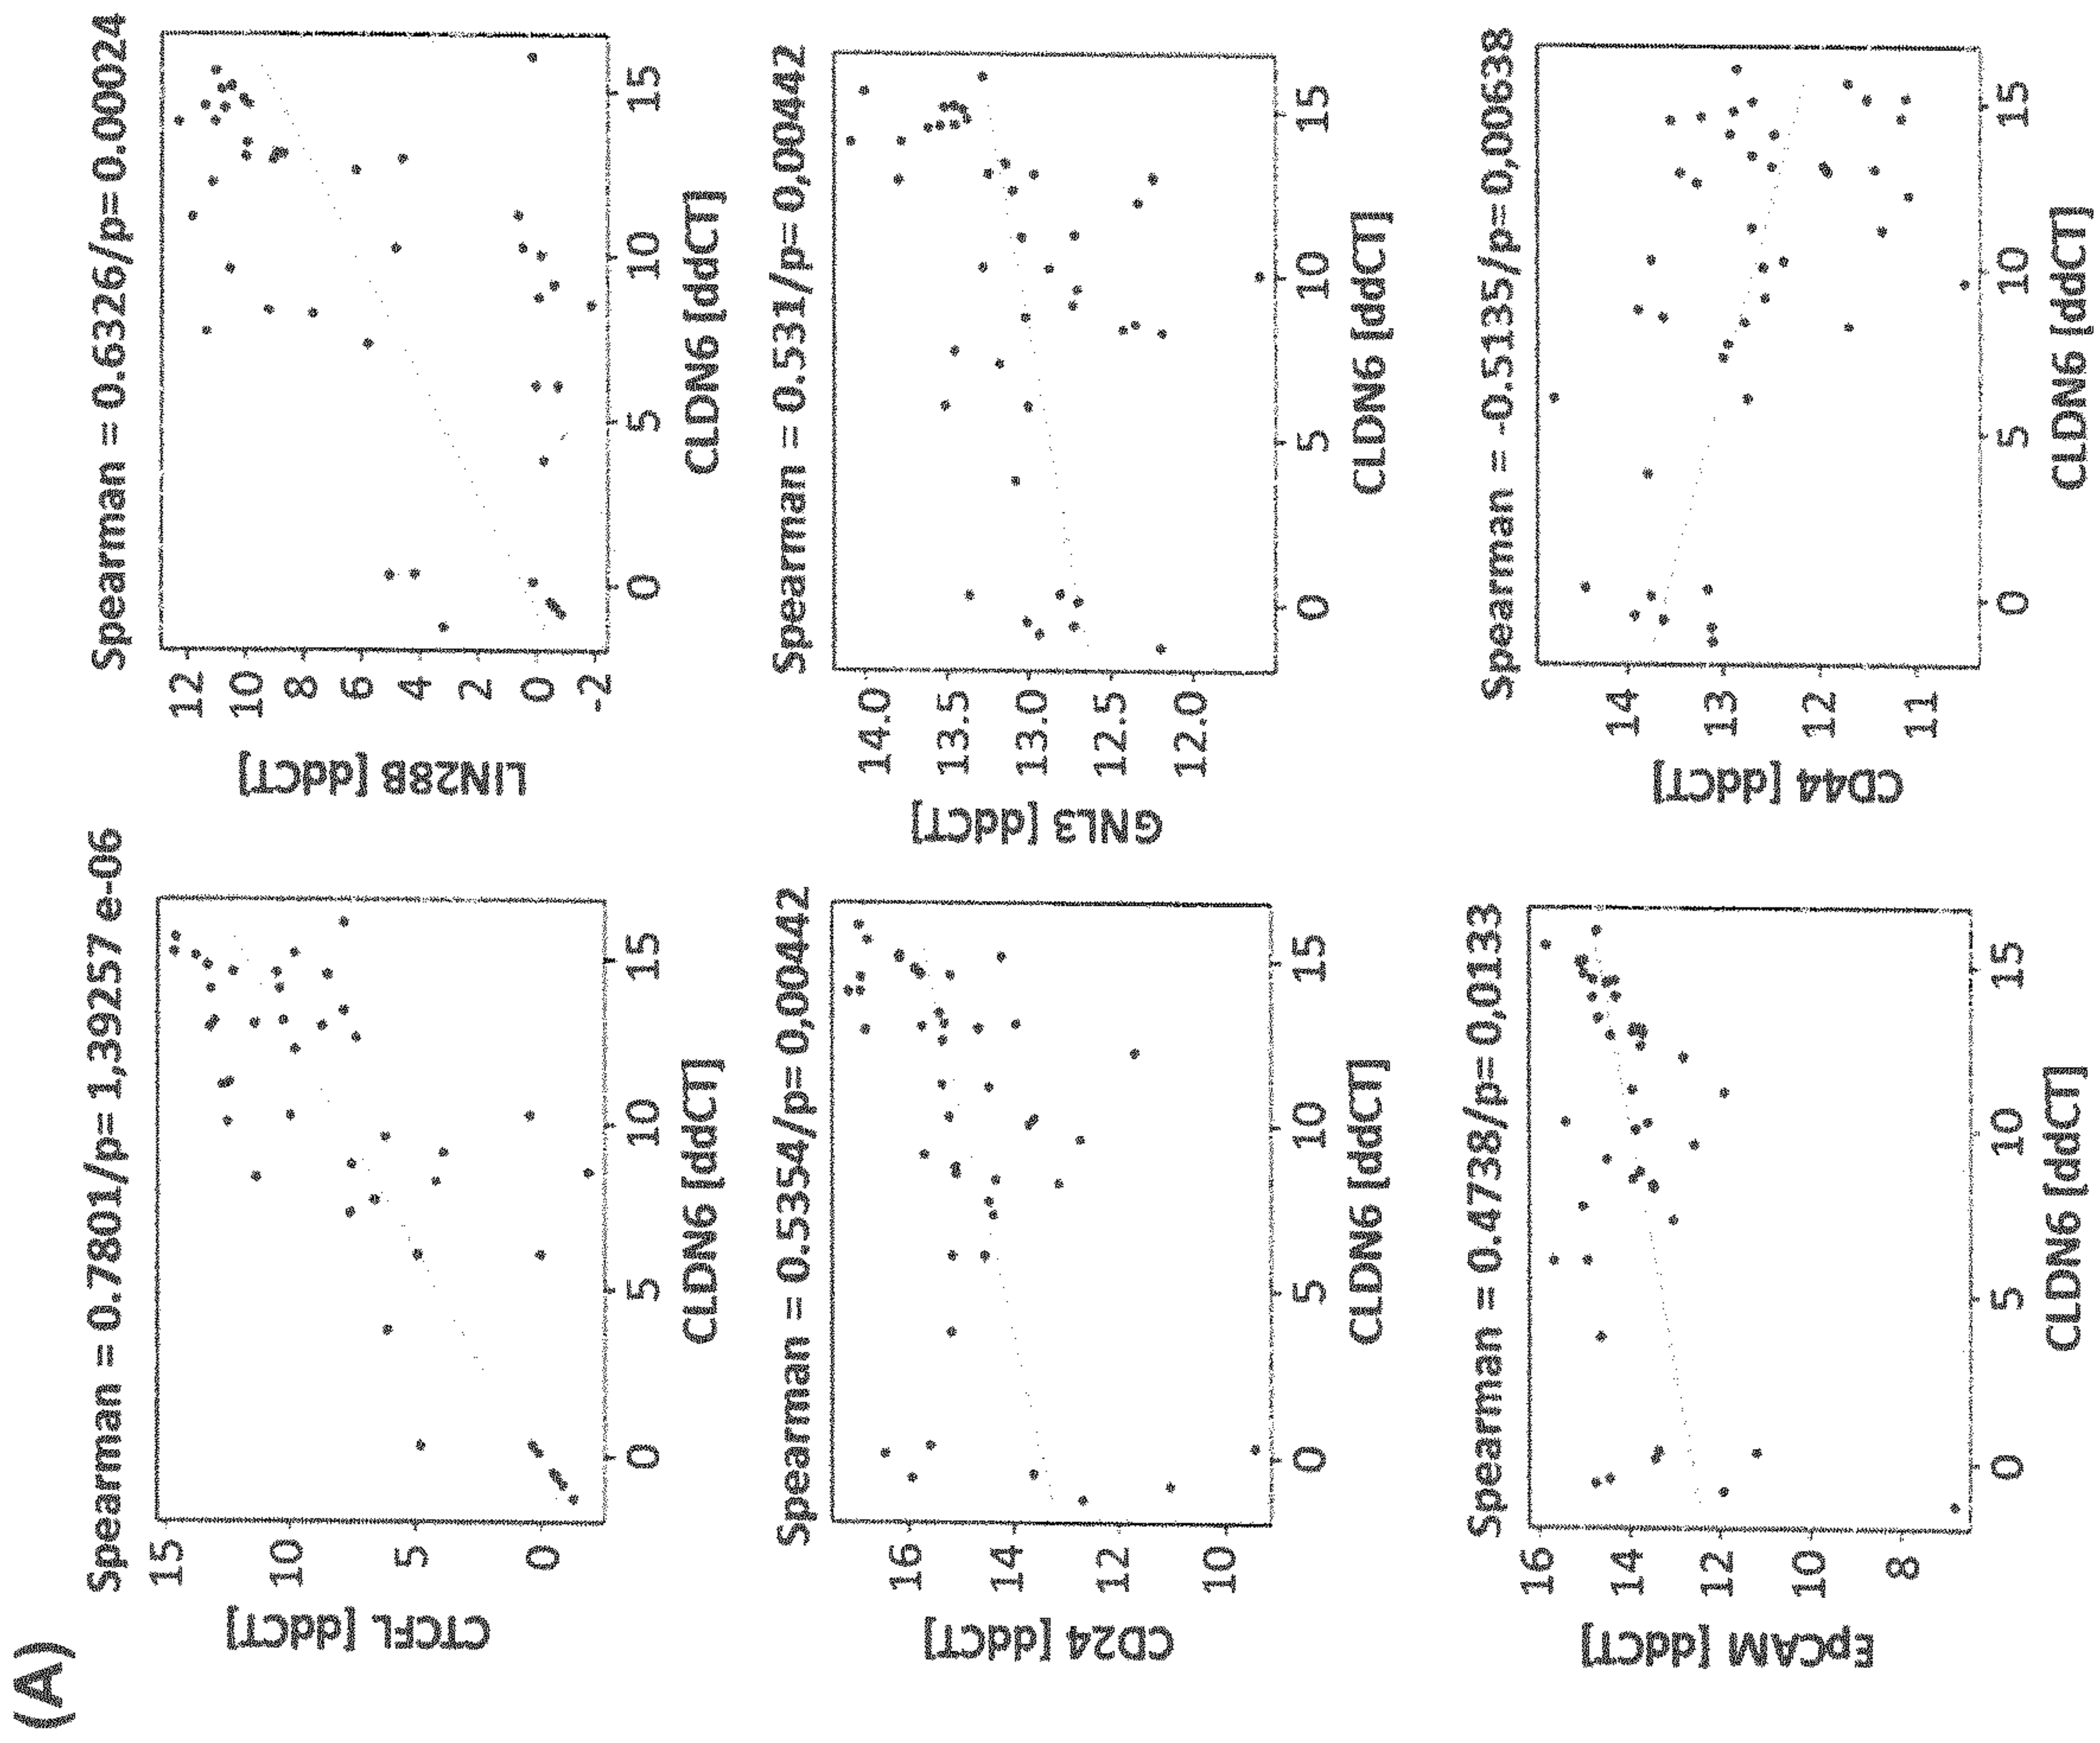 (A)
Spearman = 0.7801/p= 1,39257 e-06
CTCFL [ddCT]
15
10
5
0
0 5 10 15
CLDN6 [ddCT]
Spearman = 0.6326/p= 0.00024
LIN28B [ddCT]
12
10
8
6
4
2
0
-2
0 5 10 15
CLDN6 [ddCT]
Spearman = 0.5354/p= 0,00442
CD24 [ddCT]
16
14
12
10
0 5 10 15
CLDN6 [ddCT]
Spearman = 0.531/p= 0,00442
GNL3 [ddCT]
14.0
13.5
13.0
12.5
12.0
0 5 10 15
CLDN6 [ddCT]
Spearman = 0.4738/p= 0,0133
EpCAM [ddCT]
16
14
12
10
8
0 5 10 15
CLDN6 [ddCT]
Spearman = -0.5135/p= 0,00638
CD44 [ddCT]
14
13
12
11
0 5 10 15
CLDN6 [ddCT]